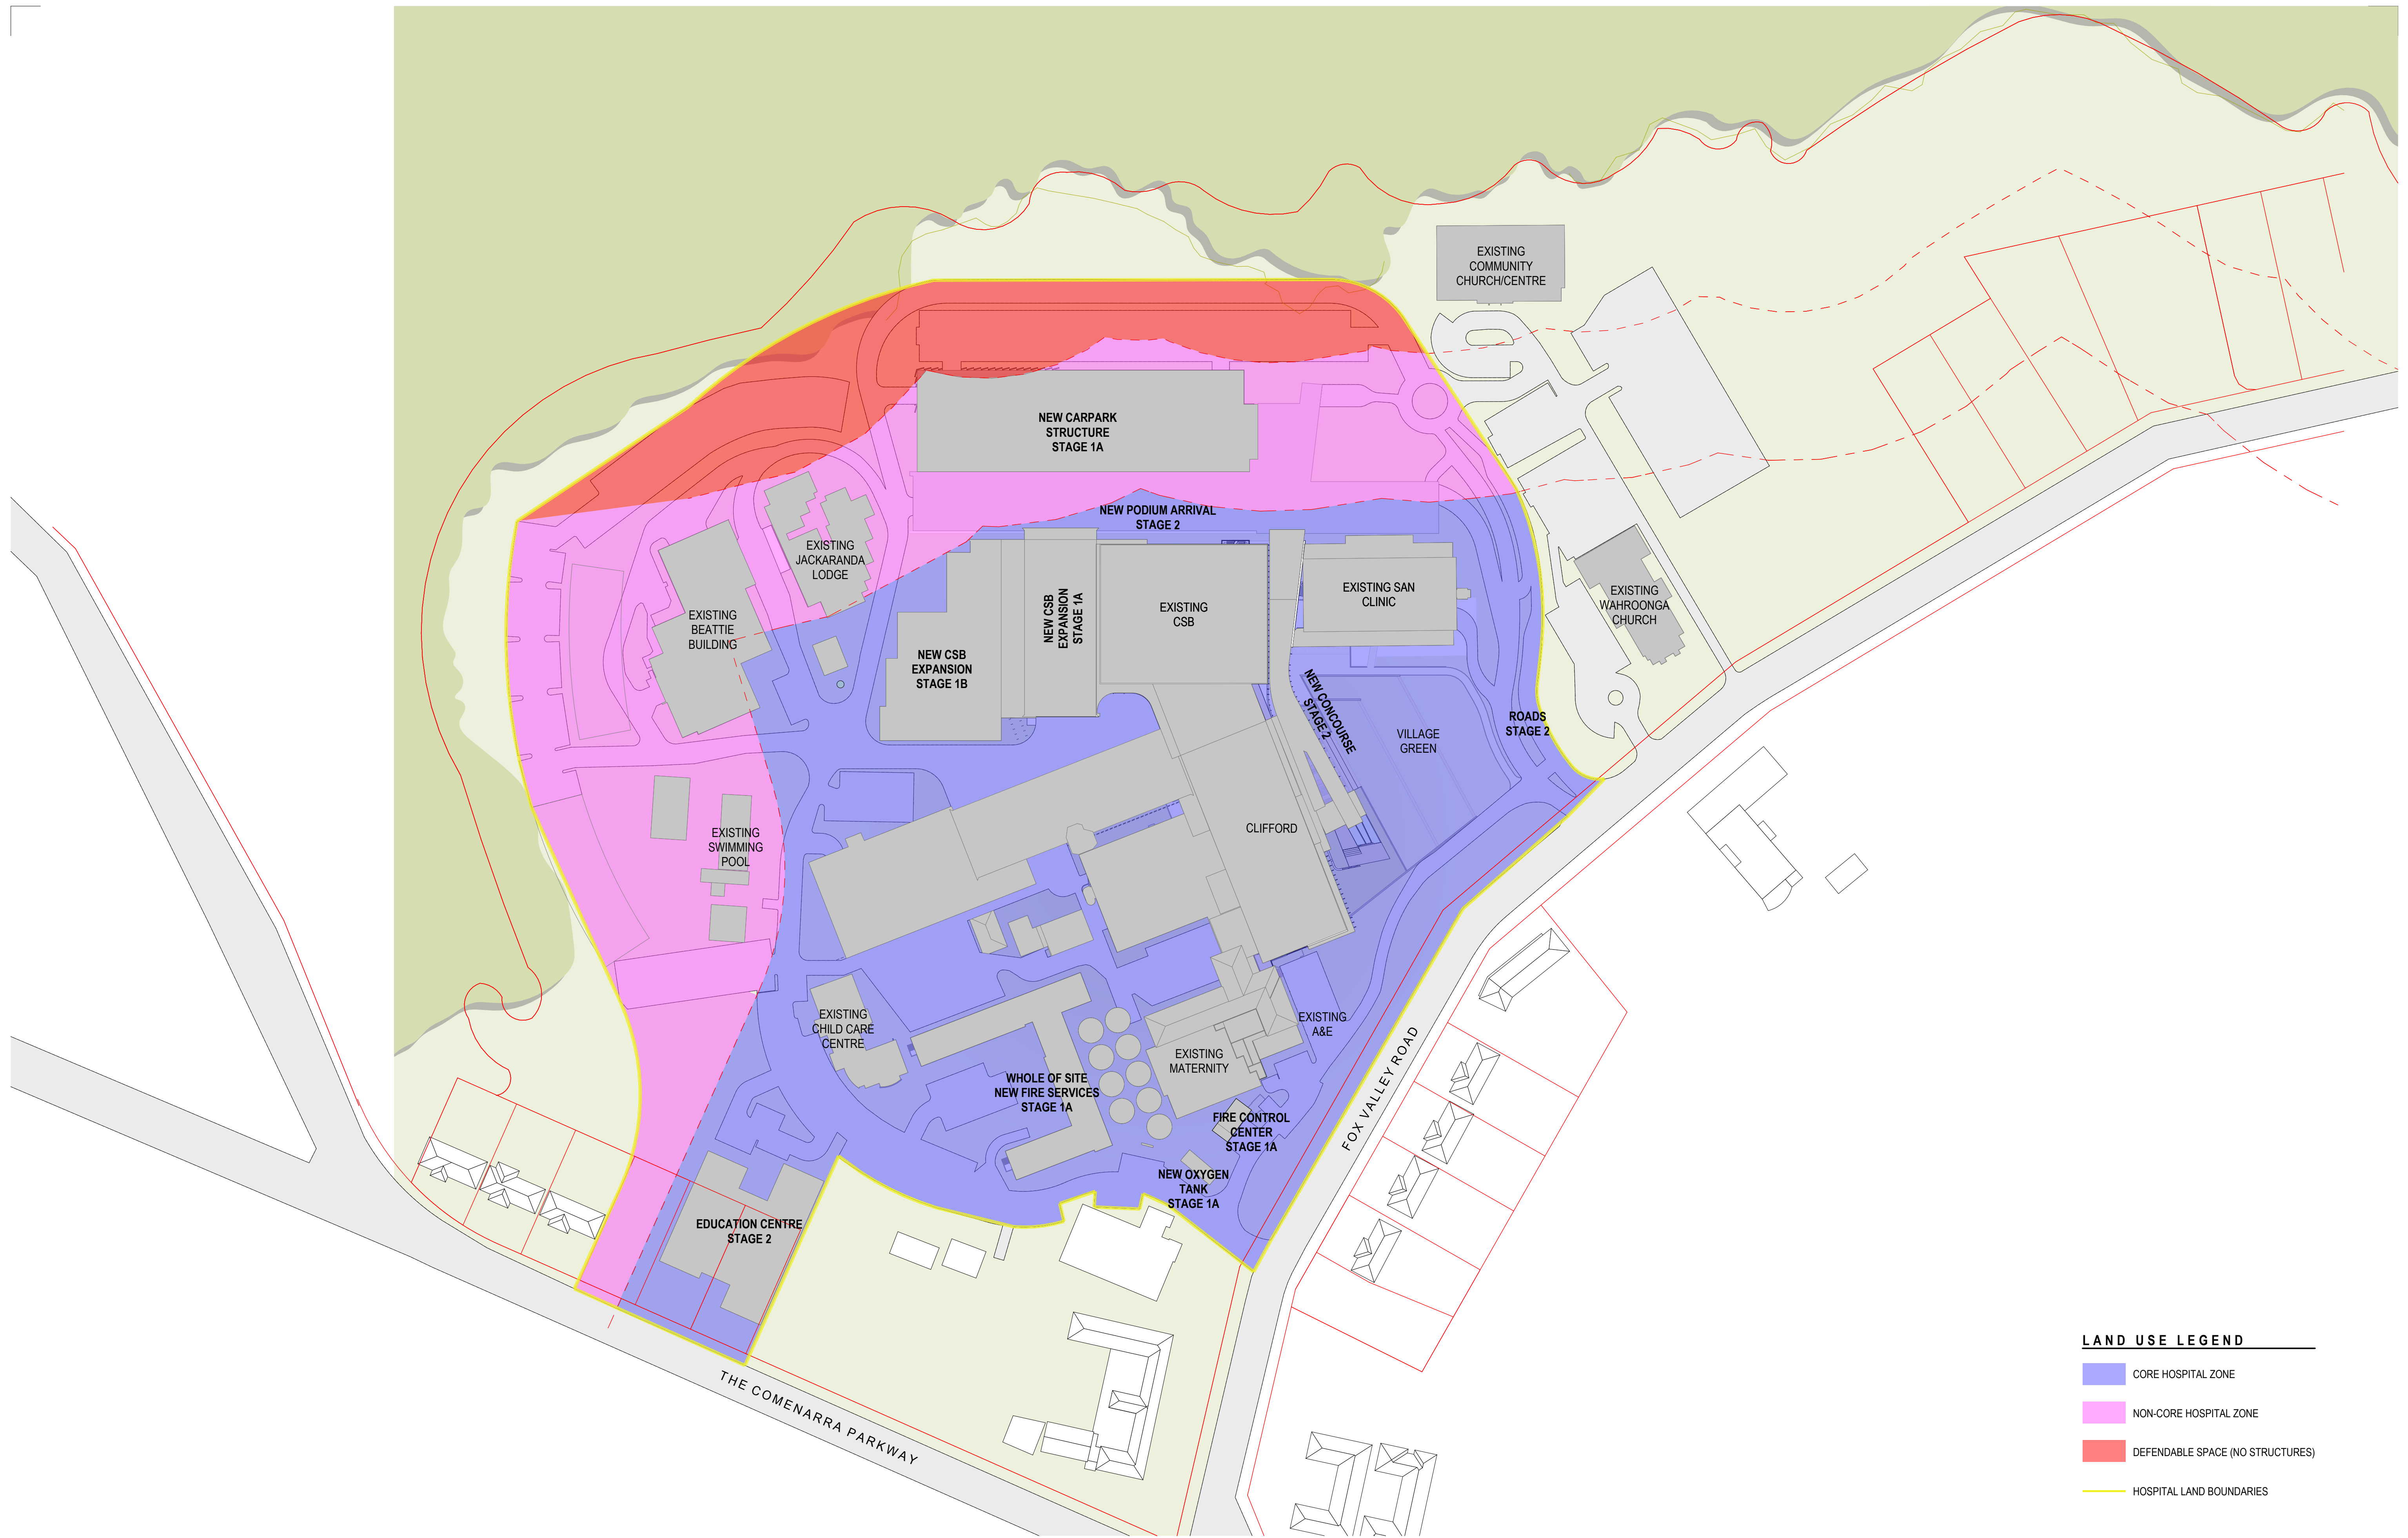 EXISTING
COMMUNITY
CHURCH/CENTRE
NEW CARPARK
STRUCTURE
STAGE 1A
NEW PODIUM ARRIVAL
STAGE 2
EXISTING
JACKARANDA
LODGE
EXISTING
BEATTIE
BUILDING
NEW CSB
EXPANSION
STAGE 1B
NEW CSB
EXPANSION
STAGE 1A
EXISTING
CSB
EXISTING SAN
CLINIC
EXISTING
WAHROONGA
CHURCH
NEW CONCOURSE
STAGE 2
VILLAGE
GREEN
ROADS
STAGE 2
EXISTING
SWIMMING
POOL
CLIFFORD
EXISTING
CHILD CARE
CENTRE
EXISTING
A&E
EXISTING
MATERNITY
WHOLE OF SITE
NEW FIRE SERVICES
STAGE 1A
FIRE CONTROL
CENTER
STAGE 1A
NEW OXYGEN
TANK
STAGE 1A
EDUCATION CENTRE
STAGE 2
FOX VALLEY ROAD
THE COMENARRA PARKWAY
LAND USE LEGEND
CORE HOSPITAL ZONE
NON-CORE HOSPITAL ZONE
DEFENDABLE SPACE (NO STRUCTURES)
HOSPITAL LAND BOUNDARIES